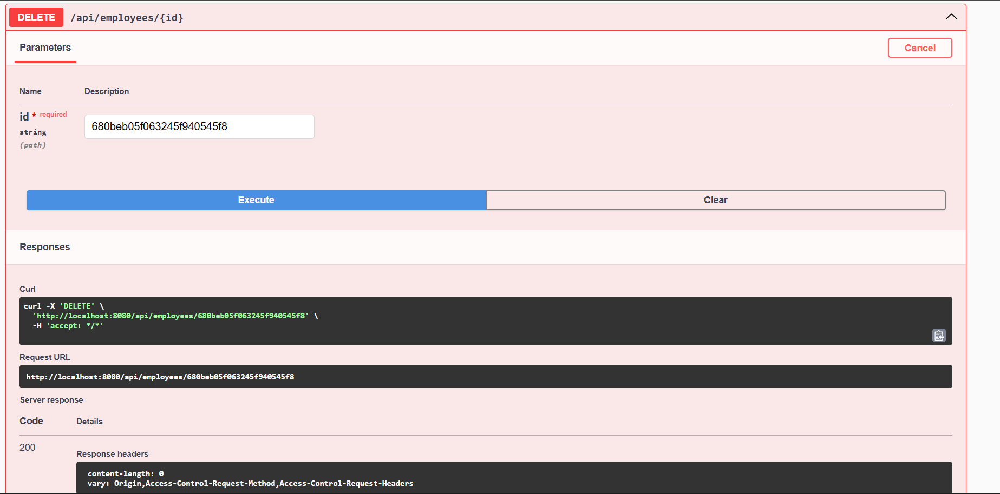 DELETE /api/employees/{id}
Parameters
Cancel
Name Description
id * required
string
(path)
680beb05f063245f940545f8
Execute Clear
Responses
Curl
curl -X 'DELETE' \
'http://localhost:8080/api/employees/680beb05f063245f940545f8' \
-H 'accept: */*'
Request URL
http://localhost:8080/api/employees/680beb05f063245f940545f8
Server response
Code Details
200
Response headers
content-length: 0
vary: Origin,Access-Control-Request-Method,Access-Control-Request-Headers